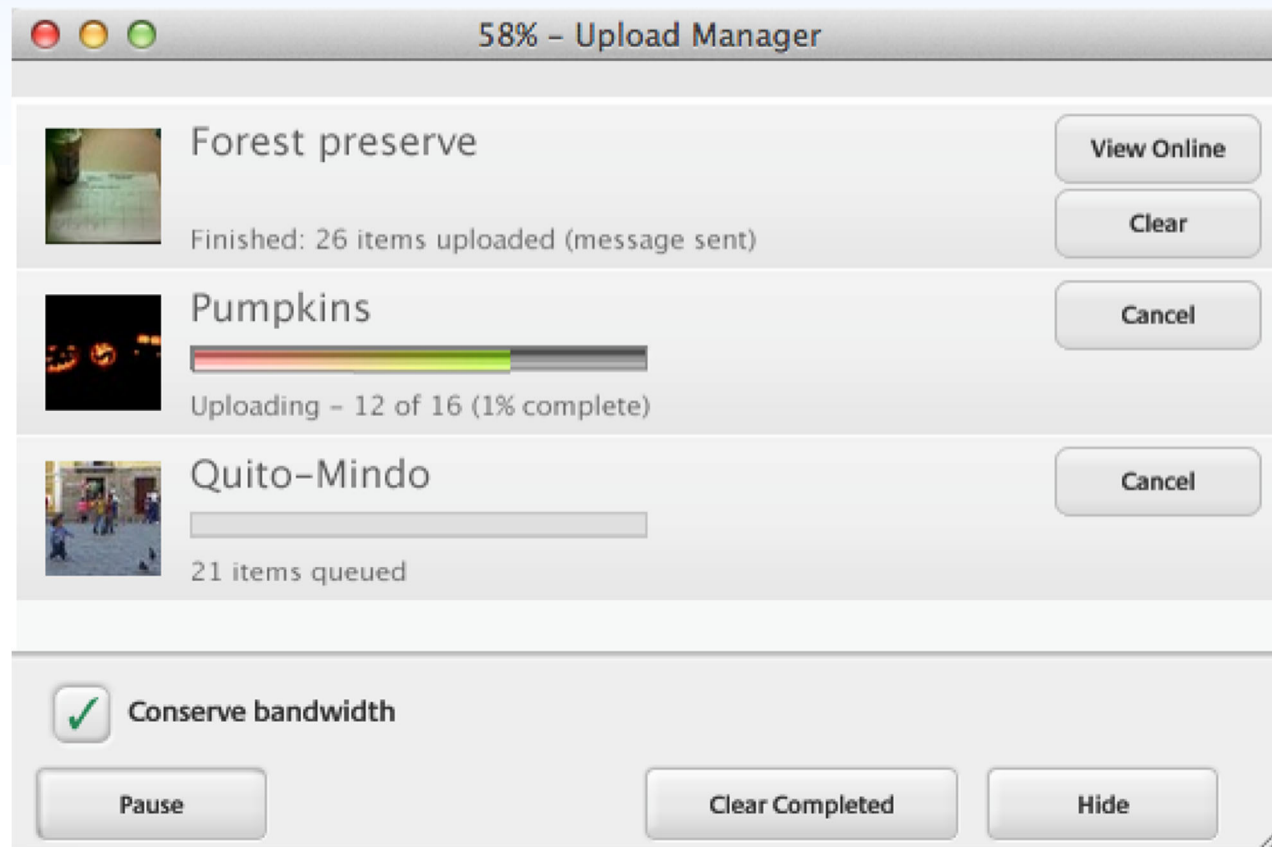 58% – Upload Manager
Forest preserve
View Online
Clear
Finished: 26 items uploaded (message sent)
Pumpkins
Cancel
Uploading – 12 of 16 (1% complete)
Quito–Mindo
Cancel
21 items queued
Conserve bandwidth
Pause
Clear Completed
Hide